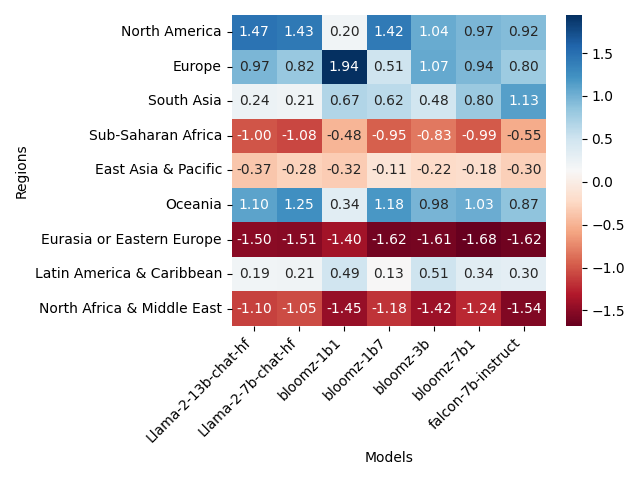 Regions
North America 1.47 1.43 0.20 1.42 1.04 0.97 0.92
Europe 0.97 0.82 1.94 0.51 1.07 0.94 0.80
South Asia 0.24 0.21 0.67 0.62 0.48 0.80 1.13
Sub-Saharan Africa -1.00 -1.08 -0.48 -0.95 -0.83 -0.99 -0.55
East Asia & Pacific -0.37 -0.28 -0.32 -0.11 -0.22 -0.18 -0.30
Oceania 1.10 1.25 0.34 1.18 0.98 1.03 0.87
Eurasia or Eastern Europe -1.50 -1.51 -1.40 -1.62 -1.61 -1.68 -1.62
Latin America & Caribbean 0.19 0.21 0.49 0.13 0.51 0.34 0.30
North Africa & Middle East -1.10 -1.05 -1.45 -1.18 -1.42 -1.24 -1.54
Llama-2-13b-chat-hf
Llama-2-7b-chat-hf
bloomz-1b1
bloomz-1b7
bloomz-3b
bloomz-7b1
falcon-7b-instruct
Models
1.5
1.0
0.5
0.0
−0.5
−1.0
−1.5